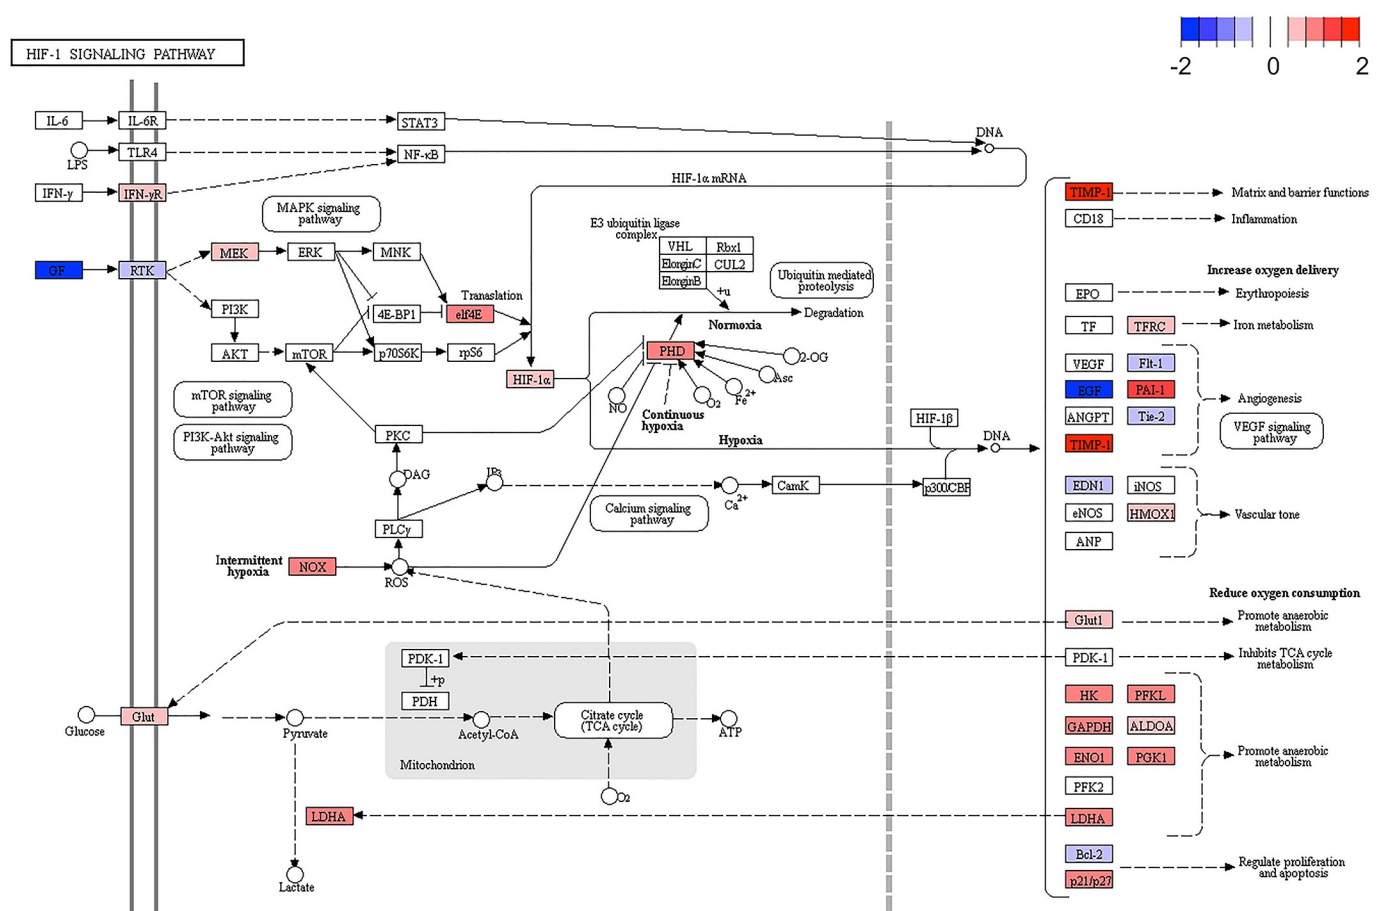 HIF-1 SIGNALING PATHWAY
-2
0
2
IL-6
IL-6R
STAT3
DNA
LPS
TLR4
NF-κB
IFN-γ
IFN-γR
HIF-1α mRNA
MAPK signaling
pathway
GF
RTK
MEK
ERK
MNK
PI3K
4E-BP1
Tranaslation
eIf4E
AKT
mTOR
p70S6K
rpS6
HIF-1α
mTOR signaling
pathway
PI3K-Akt signaling
pathway
E3 ubiquitin ligase
complex
VHL
Rbx1
ElonginC
CUL2
ElonginB
+u
Ubiquitin mediated
proteolysis
Degradation
Normoxia
PHD
2-OG
Asc
Fe2+
O2
NO
Continuous
hypoxia
Hypoxia
HIF-1β
DNA
PKC
DAG
IP3
Ca2+
CamK
p300/CBP
PLCγ
Calcium signaling
pathway
Intermittent
hypoxia
NOX
ROS
PDK-1
+p
PDH
Citrate cycle
(TCA cycle)
Glucose
Glut
Pyruvate
Acetyl-CoA
ATP
Mitochondrion
O2
LDHA
Lactate
TIMP-1
Matrix and barrier functions
CD18
Inflammation
Increase oxygen delivery
EPO
Erythropoiesis
TF
TFRC
Iron metabolism
VEGF
Flt-1
EGF
PAI-1
Angiogenesis
ANGPT
Tie-2
TIMP-1
VEGF signaling
pathway
EDN1
iNOS
eNOS
HMOX1
Vascular tone
ANP
Reduce oxygen consumption
Glut1
Promote anaerobic
metabolism
PDK-1
Inhibits TCA cycle
metabolism
HK
PFKL
GAPDH
ALDOA
ENO1
PGK1
Promote anaerobic
metabolism
PFK2
LDHA
Bcl-2
Regulate proliferation
and apoptosis
p21/p27